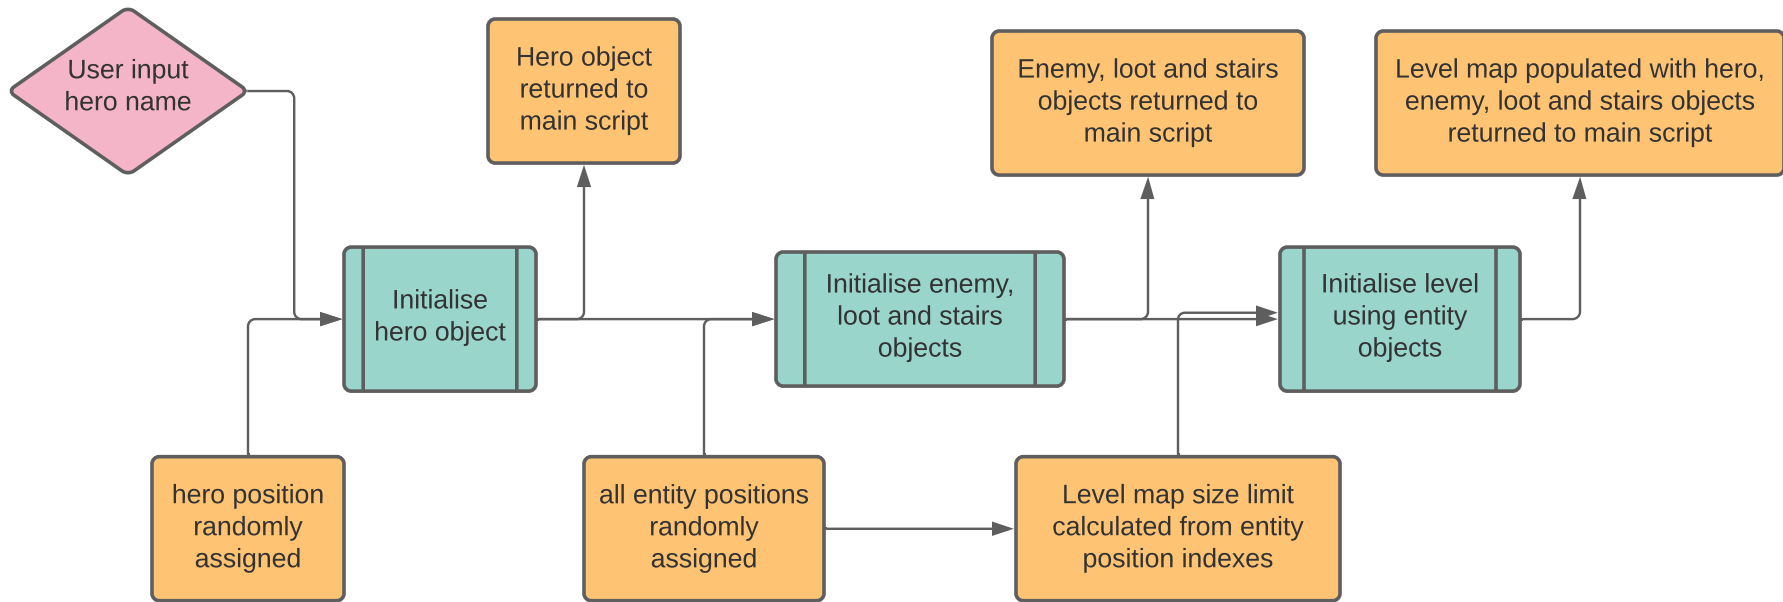 User input
hero name
Hero object
returned to
main script
Enemy, loot and stairs
objects returned to
main script
Level map populated with hero,
enemy, loot and stairs objects
returned to main script
Initialise
hero object
Initialise enemy,
loot and stairs
objects
Initialise level
using entity
objects
hero position
randomly
assigned
all entity positions
randomly
assigned
Level map size limit
calculated from entity
position indexes